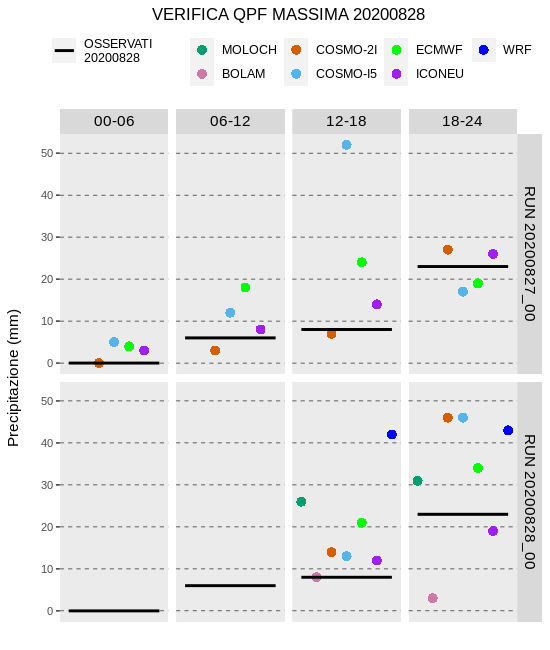 VERIFICA QPF MASSIMA 20200828
OSSERVATI
20200828
MOLOCH
COSMO-2I
ECMWF
WRF
BOLAM
COSMO-I5
ICONEU
00-06
06-12
12-18
18-24
Precipitazione (mm)
50
40
30
20
10
0
RUN 20200827_00
50
40
30
20
10
0
RUN 20200828_00